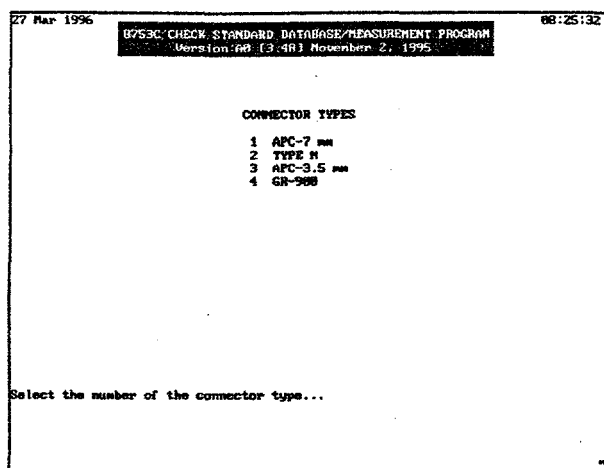 27 Mar 1996 08:25:32
8753C CHECK STANDARD DATABASE/MEASUREMENT PROGRAM
Version A0 [3.48] November 2, 1995
CONNECTOR TYPES
1 APC-7 mm
2 TYPE N
3 APC-3.5 mm
4 GR-900
Select the number of the connector type...